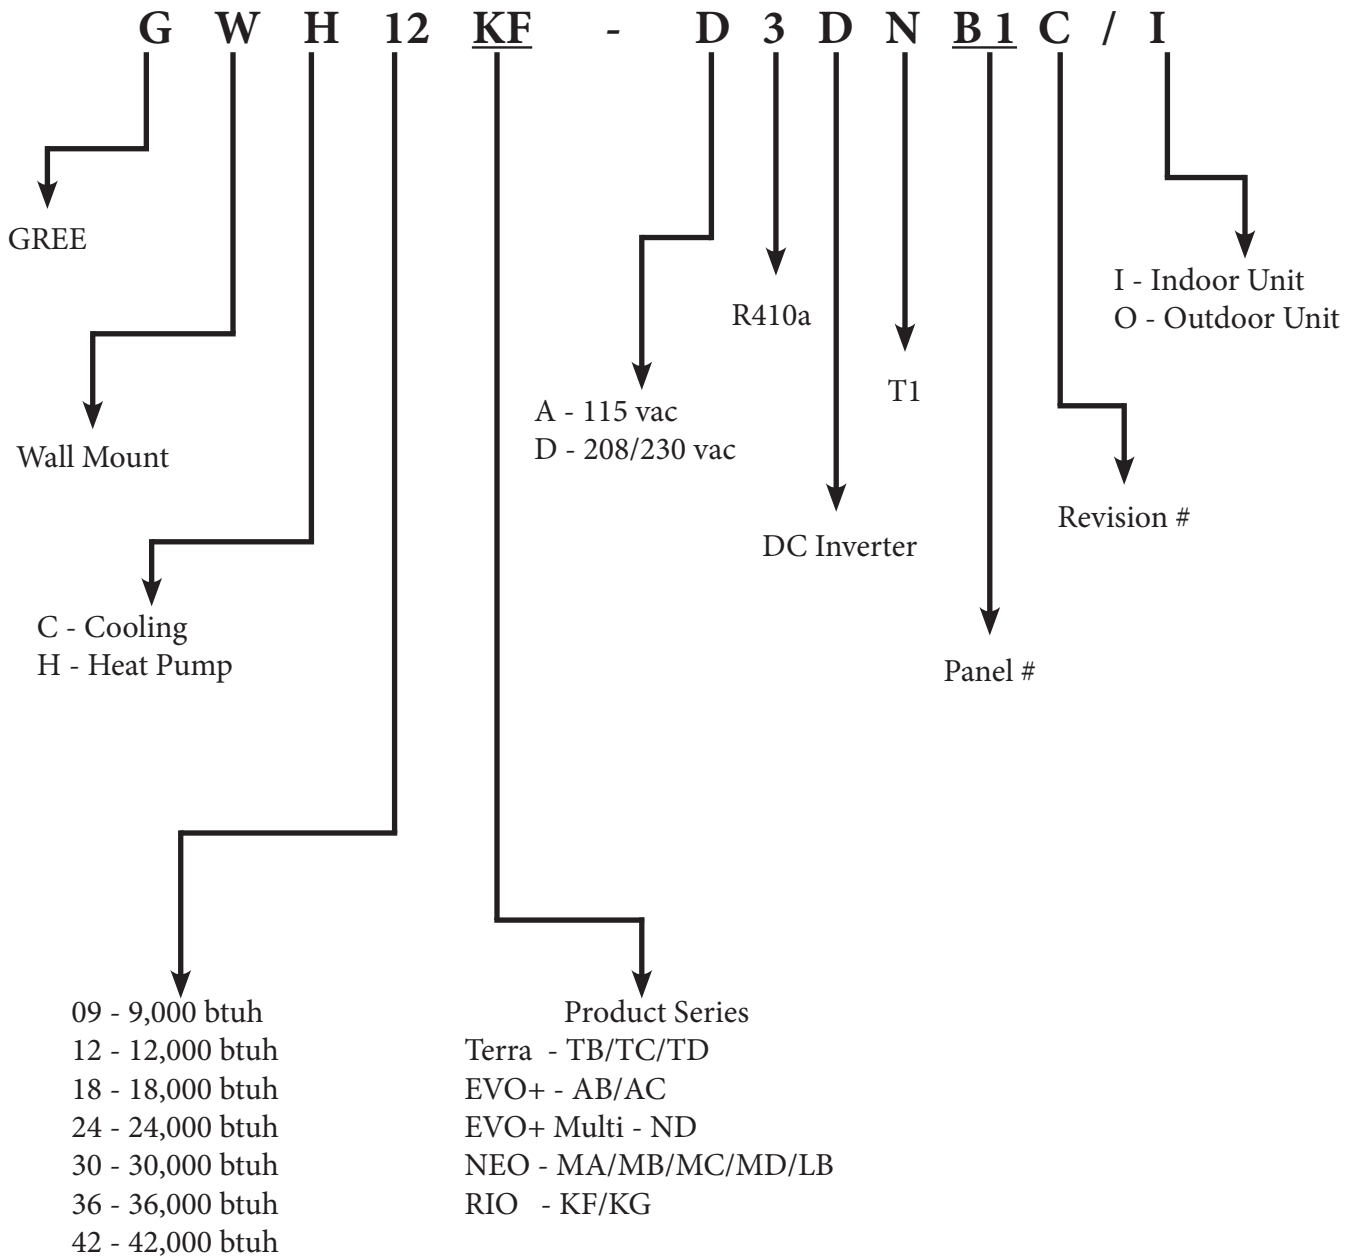 G W H 12 KF - D 3 D N B 1 C / I
GREE
Wall Mount
C - Cooling
H - Heat Pump
09 - 9,000 btuh
12 - 12,000 btuh
18 - 18,000 btuh
24 - 24,000 btuh
30 - 30,000 btuh
36 - 36,000 btuh
42 - 42,000 btuh
Product Series
Terra - TB/TC/TD
EVO+ - AB/AC
EVO+ Multi - ND
NEO - MA/MB/MC/MD/LB
RIO - KF/KG
A - 115 vac
D - 208/230 vac
R410a
DC Inverter
T1
Panel #
Revision #
I - Indoor Unit
O - Outdoor Unit